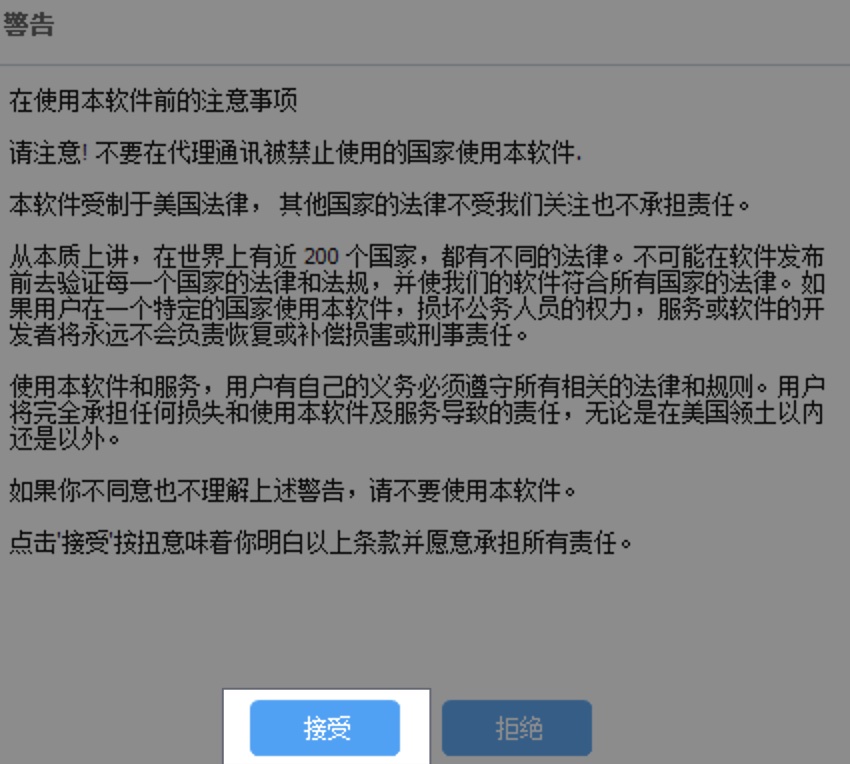 警告
在使用本软件前的注意事项
请注意! 不要在代理通讯被禁止使用的国家使用本软件.
本软件受制于美国法律， 其他国家的法律不受我们关注也不承担责任。
从本质上讲，在世界上有近 200 个国家，都有不同的法律。不可能在软件发布
前去验证每一个国家的法律和法规，并使我们的软件符合所有国家的法律。如
果用户在一个特定的国家使用本软件，损坏公务人员的权力，服务或软件的开
发者将永远不会负责恢复或补偿损害或刑事责任。
使用本软件和服务，用户有自己的义务必须遵守所有相关的法律和规则。用户
将完全承担任何损失和使用本软件及服务导致的责任，无论是在美国领土以内
还是以外。
如果你不同意也不理解上述警告，请不要使用本软件。
点击'接受'按扭意味着你明白以上条款并愿意承担所有责任。
接受
拒绝